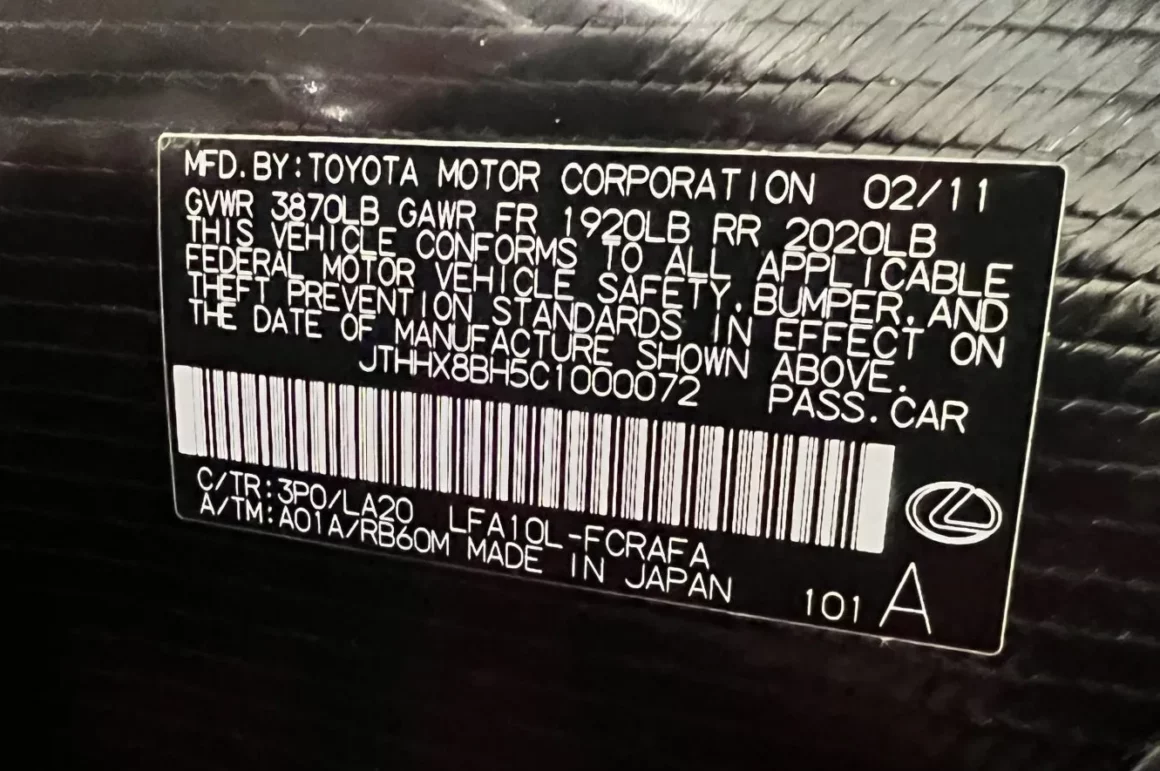 MFD.BY:TOYOTA MOTOR CORPORATION 02/11
GVWR 3870LB GAWR FR 1920LB RR 2020LB
THIS VEHICLE CONFORMS TO ALL APPLICABLE
FEDERAL MOTOR VEHICLE SAFETY,BUMPER,AND
THEFT PREVENTION STANDARDS IN EFFECT ON
THE DATE OF MANUFACTURE SHOWN ABOVE.
JTHHX8BH5C1000072 PASS.CAR
C/TR:3P0/LA20 LFA10L-FCRAFA
A/TM:A01A/RB60M MADE IN JAPAN 101 A